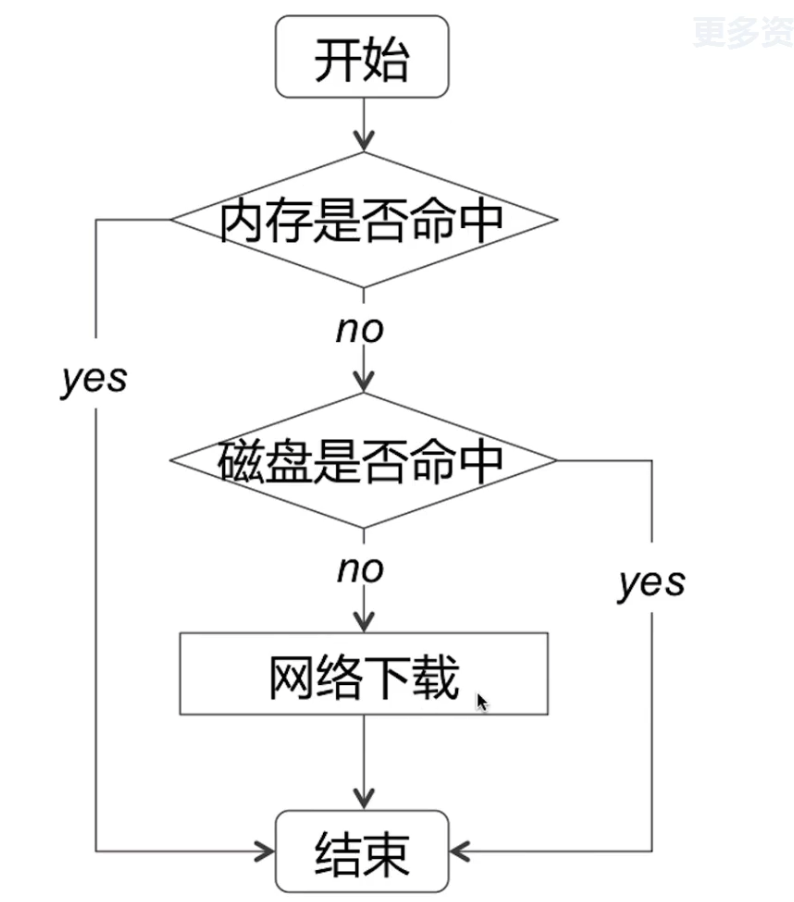 更多资
开始
内存是否命中
no
yes
磁盘是否命中
no
yes
网络下载
结束